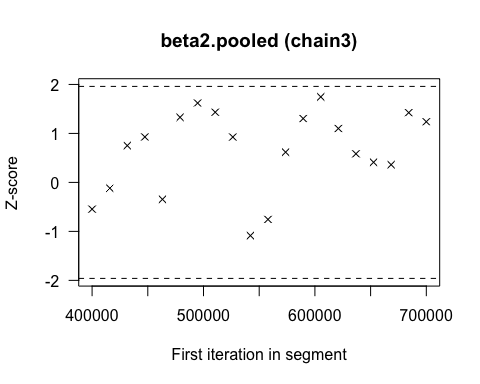 beta2.pooled (chain3)
2
1
0
-1
-2
Z-score
400000 500000 600000 700000
First iteration in segment